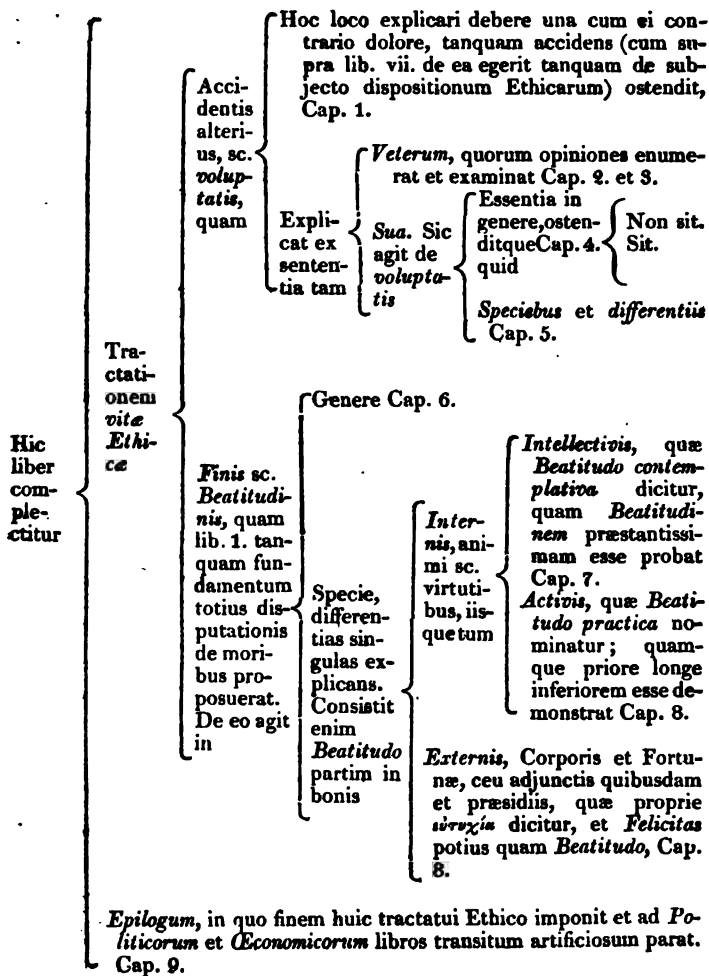 Hic
liber
com-
ple-
ctitur
Tra-
ctati-
onem
vitæ
Ethi-
cæ
Acci-
dentis
alteri-
us, sc.
volup-
tatis,
quam
Hoc loco explicari debere una cum ei con-
trario dolore, tanquam accidens (cum su-
pra lib. vii. de ea egerit tanquam de sub-
jecto dispositionum Ethicarum) ostendit,
Cap. 1.
Expli-
cat ex
senten-
tia tam
Veterum, quorum opiniones enume-
rat et examinat Cap. 2. et 3.
Sua. Sic
agit de
volupta-
tis
Essentia in
genere, osten-
ditque Cap. 4.
quid
Non sit.
Sit.
Speciebus et differentiis
Cap. 5.
Finis sc.
Beatitudi-
nis, quam
lib. 1. tan-
quam fun-
damentum
totius dis-
putationis
de mori-
bus pro-
posuerat.
De eo agit
in
Genere Cap. 6.
Specie,
differen-
tias sin-
gulas ex-
plicans.
Consistit
enim
Beatitudo
partim in
bonis
Inter-
nis, ani-
mi sc.
virtuti-
bus, iis-
que tum
Intellectivis, quæ
Beatitudo contem-
plativa dicitur,
quam Beatitudi-
nem præstantissi-
mam esse probat
Cap. 7.
Activis, quæ Beati-
tudo practica no-
minatur; quam-
que priore longe
inferiorem esse de-
monstrat Cap. 8.
Externis, Corporis et Fortu-
næ, ceu adjunctis quibusdam
et præsidiis, quæ proprie
εὐτυχία dicitur, et Felicitas
potius quam Beatitudo, Cap.
8.
Epilogum, in quo finem huic tractatui Ethico imponit et ad Po-
liticorum et Œconomicorum libros transitum artificiosum parat.
Cap. 9.